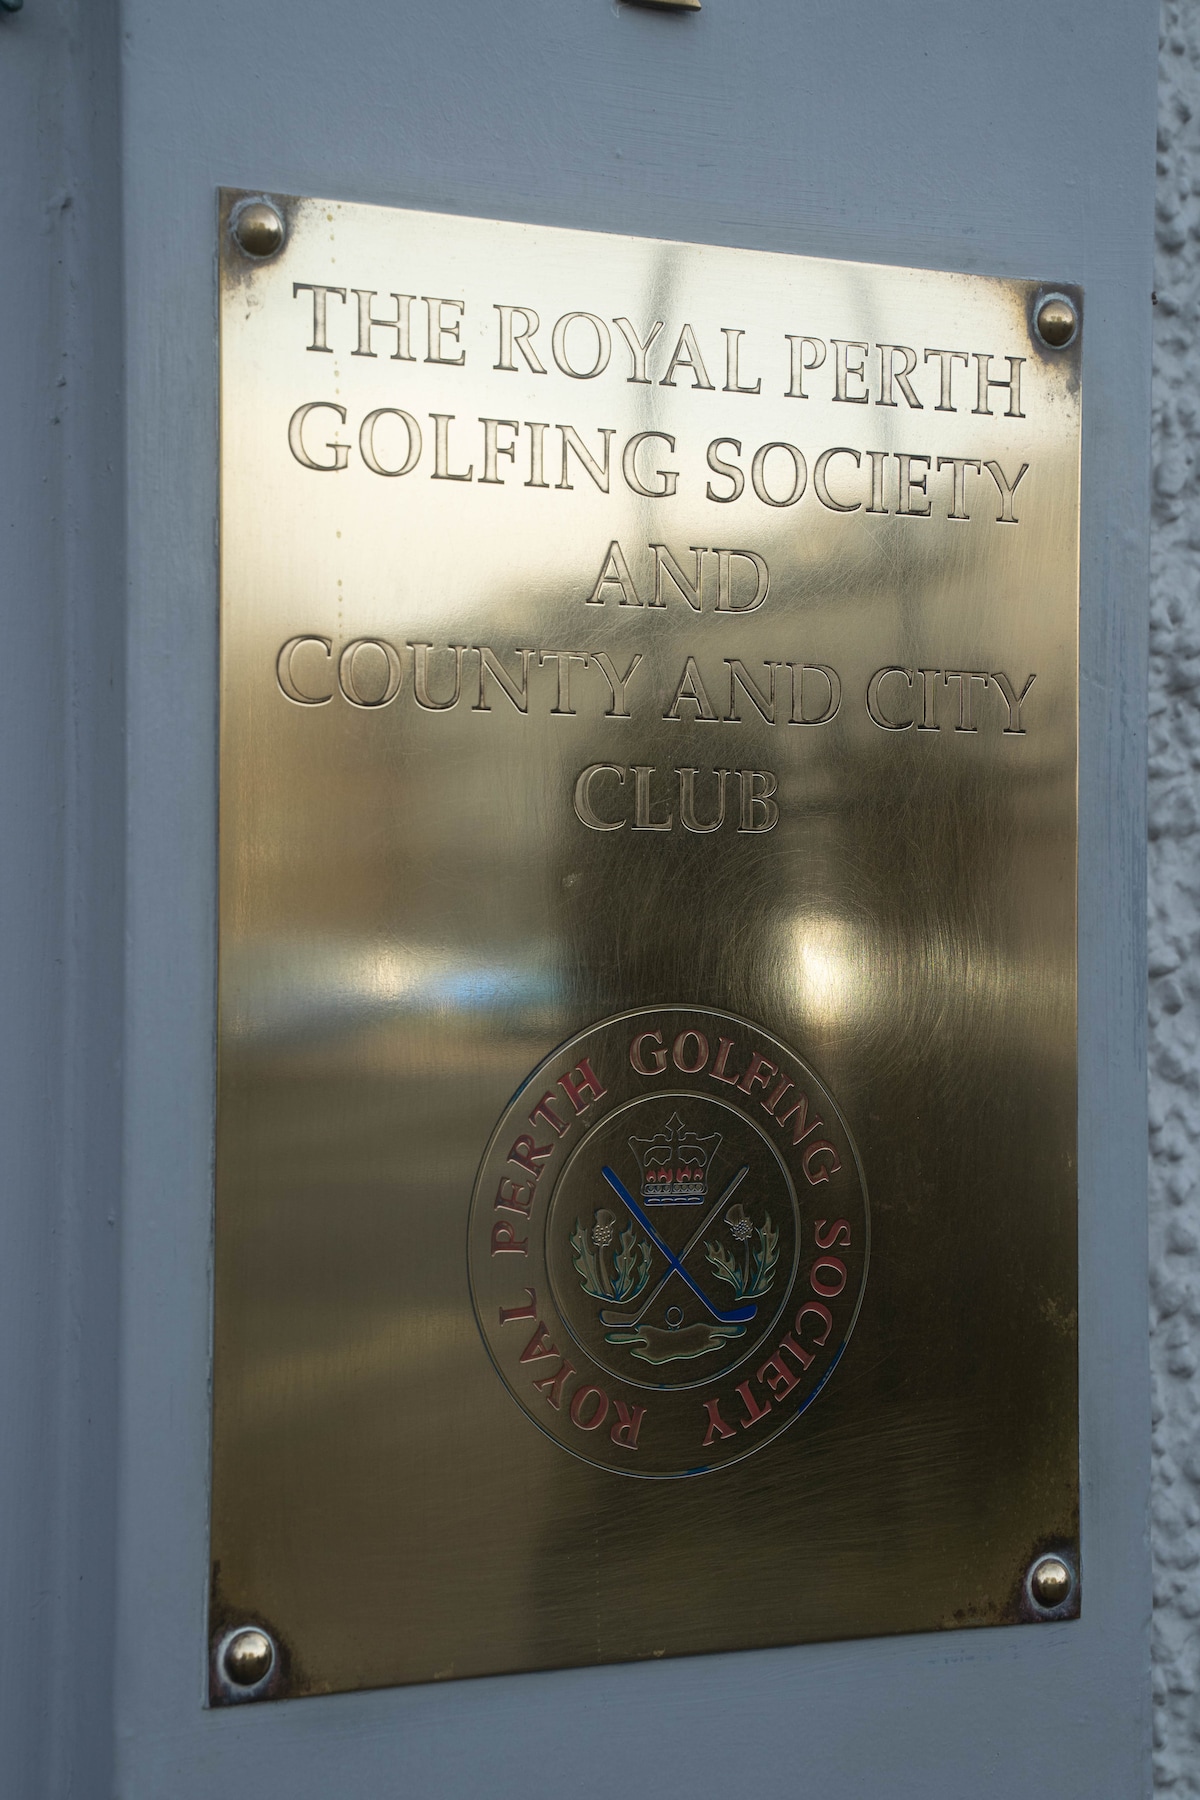 THE ROYAL PERTH
GOLFING SOCIETY
AND
COUNTY AND CITY
CLUB
ROYAL PERTH GOLFING SOCIETY